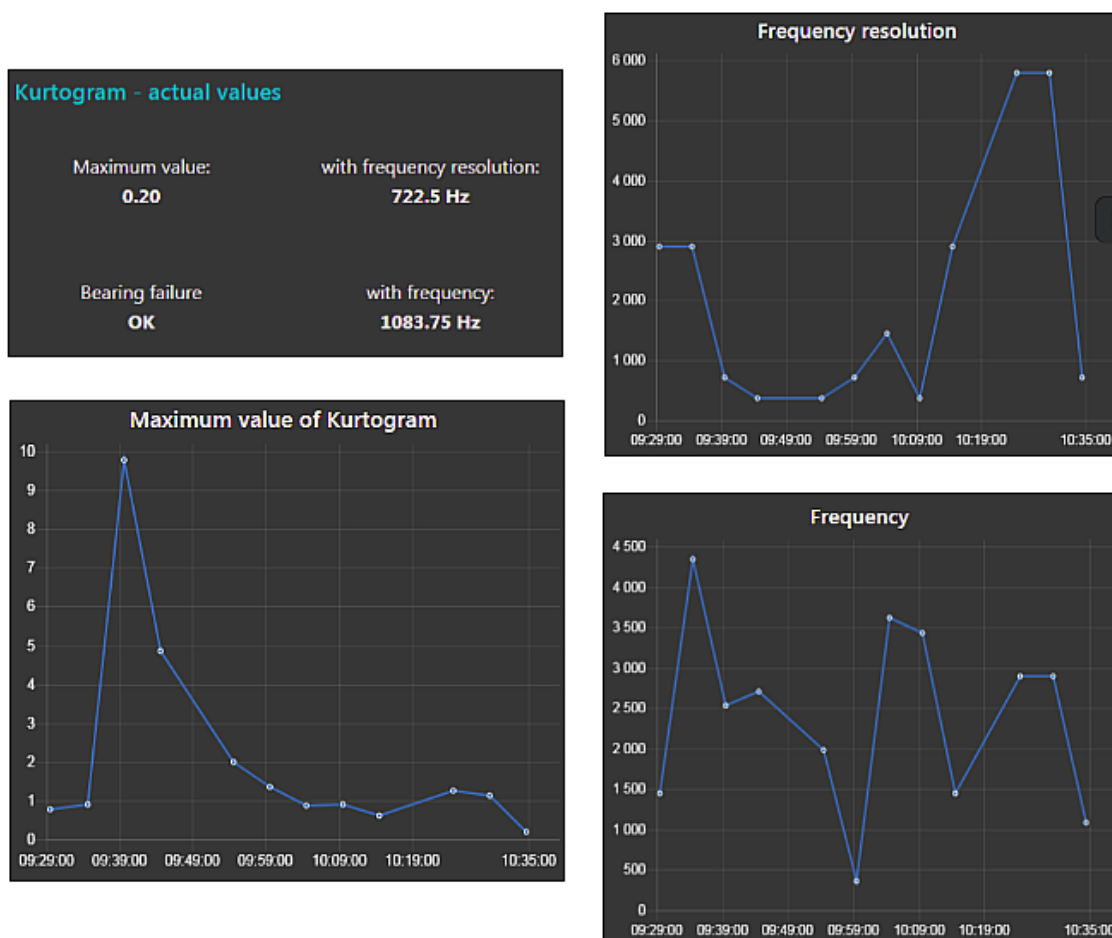 Kurtogram - actual values
Maximum value:
with frequency resolution:
0.20
722.5 Hz
Bearing failure
with frequency:
OK
1083.75 Hz
Maximum value of Kurtogram
10
9
8
7
6
5
4
3
2
1
0
09:29:00 09:39:00 09:49:00 09:59:00 10:09:00 10:19:00 10:35:00
Frequency resolution
6 000
5 000
4 000
3 000
2 000
1 000
0
09:29:00 09:39:00 09:49:00 09:59:00 10:09:00 10:19:00 10:35:00
Frequency
4 500
4 000
3 500
3 000
2 500
2 000
1 500
1 000
500
0
09:29:00 09:39:00 09:49:00 09:59:00 10:09:00 10:19:00 10:35:00